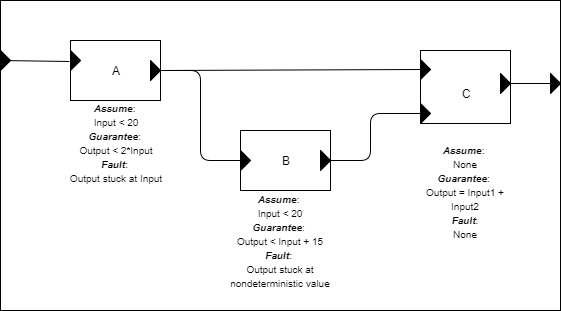 A
Assume:
Input < 20
Guarantee:
Output < 2*Input
Fault:
Output stuck at Input
B
Assume:
Input < 20
Guarantee:
Output < Input + 15
Fault:
Output stuck at
nondeterministic value
C
Assume:
None
Guarantee:
Output = Input1 +
Input2
Fault:
None